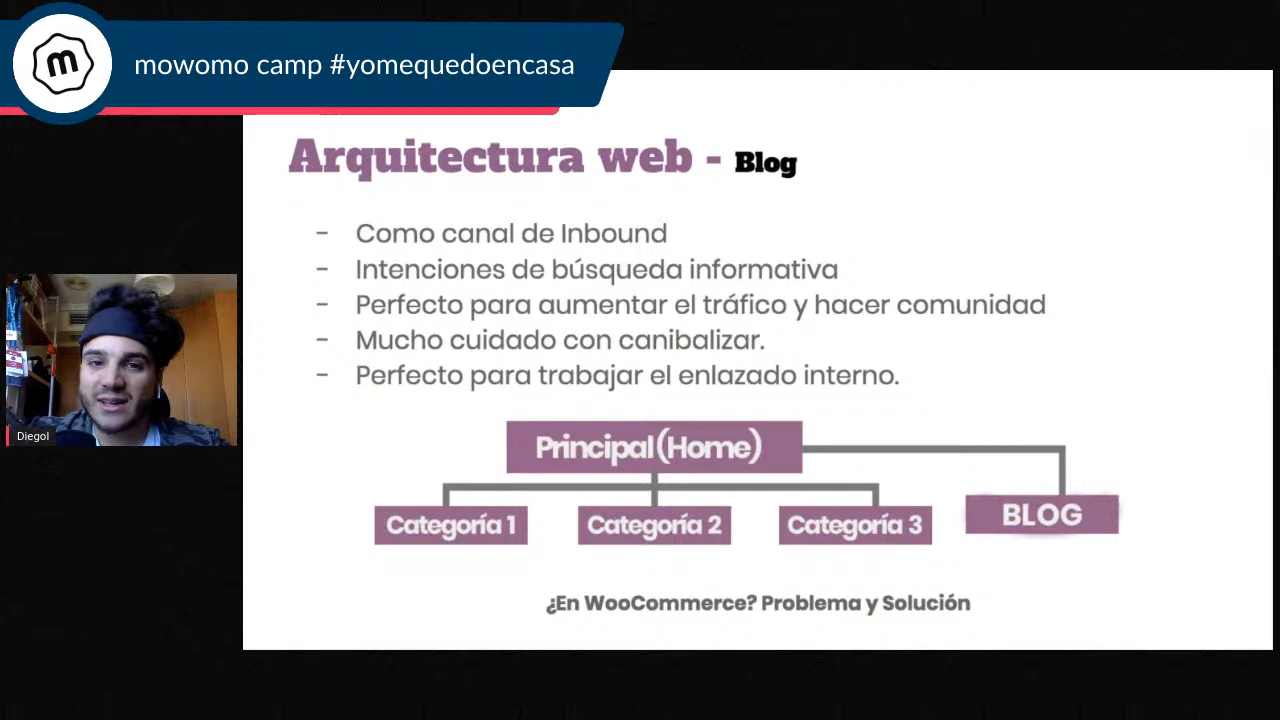 m
mowomo camp #yomequedoencasa
Arquitectura web - Blog
- Como canal de Inbound
- Intenciones de búsqueda informativa
- Perfecto para aumentar el tráfico y hacer comunidad
- Mucho cuidado con canibalizar.
- Perfecto para trabajar el enlazado interno.
Diegol
Principal (Home)
Categoría 1 Categoría 2 Categoría 3 BLOG
¿En WooCommerce? Problema y Solución